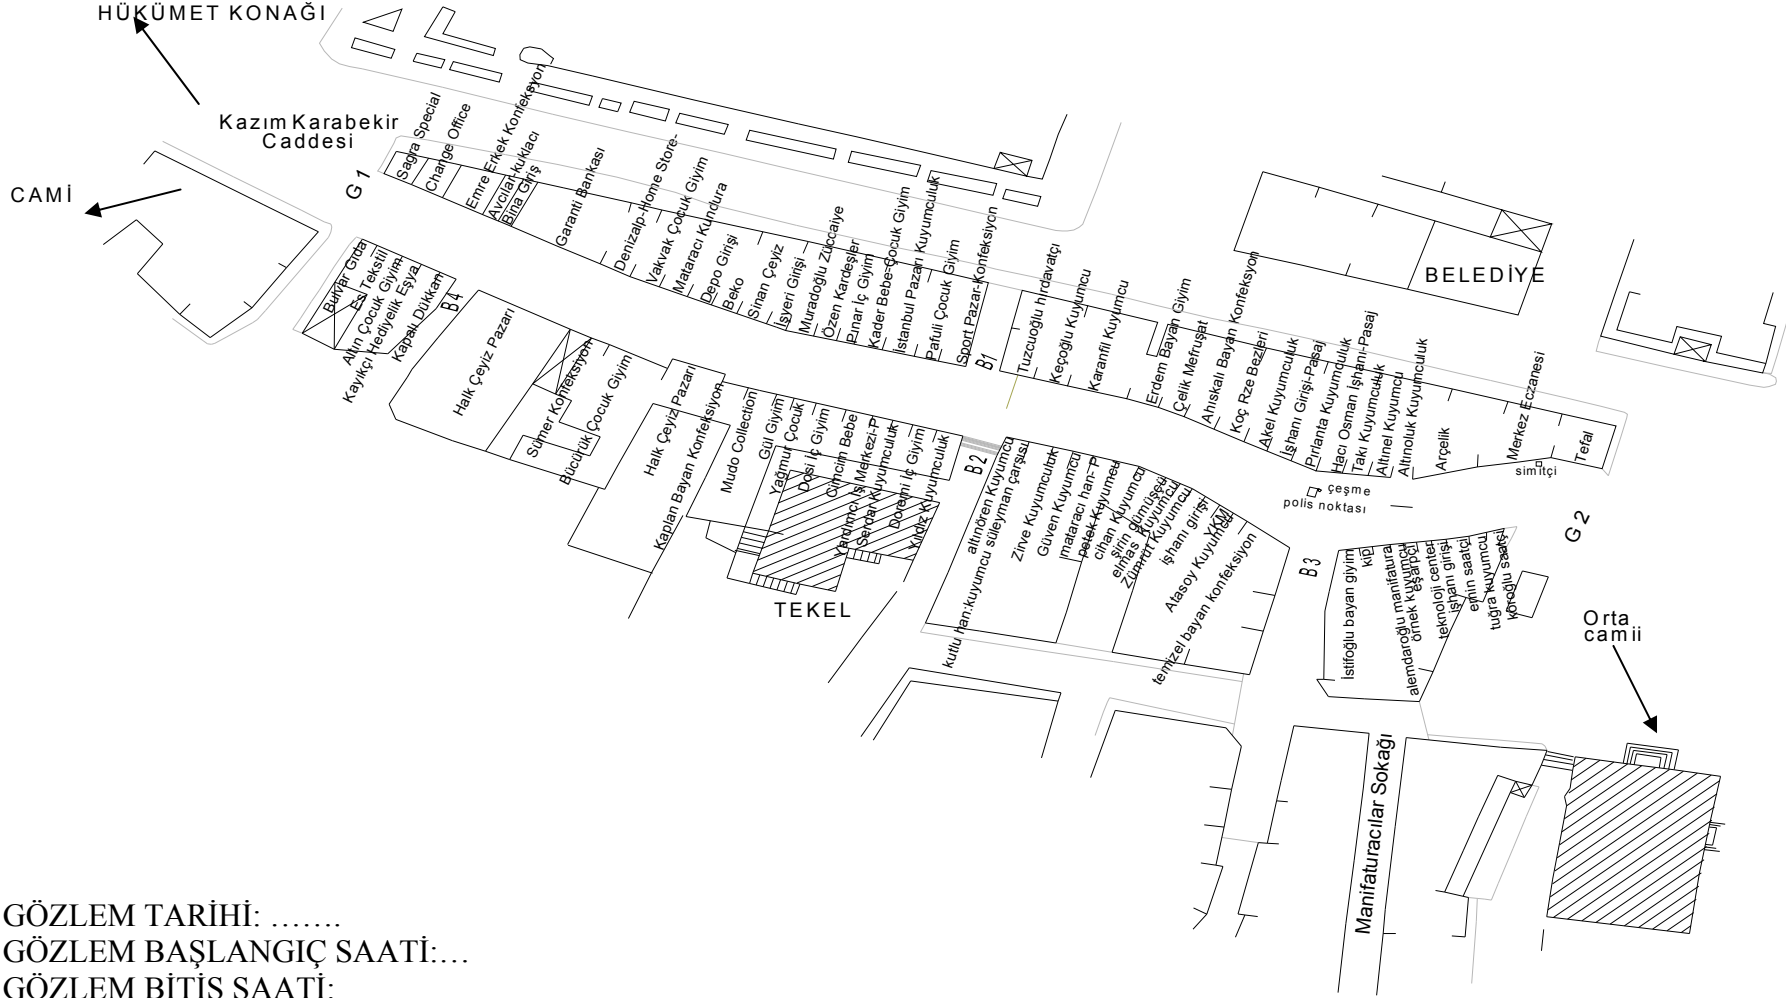 HÜKÜMET KONAĞI
Kazım Karabekir
Caddesi
CAMİ
G 1
Sagra Special
Change Office
Emre Erkek Konfeksyon
Avcılar-kuklacı
Bina Giriş
Garanti Bankası
Denizalp-Home Store-
Vakvak Çocuk Giyim
Mataracı Kundura
Depo Girişi
Beko
Sinan Çeyiz
İşyeri Girişi
Muradoğlu Züccaiye
Özen Kardeşler
Pınar İç Giyim
Kader Bebe-Çocuk Giyim
İstanbul Pazarı Kuyumculuk
Pafuli Çocuk Giyim
Sport Pazar-Konfeksiyon
B1
Tuzcuoğlu hırdavatçı
Keçoğlu Kuyumcu
Karanfil Kuyumcu
Erdem Bayan Giyim
Çelik Mefruşat
Ahıskalı Bayan Konfeksyon
Koç Rze Bezleri
Akel Kuyumculuk
İşhanı Girişi-Pasaj
Pırlanta Kuyumculuk
Hacı Osman İşhanı-Pasaj
Takı Kuyumculuk
Altınel Kuyumcu
Altınoluk Kuyumculuk
Arçelik
Merkez Eczanesi
simitçi
Tefal
BELEDİYE
çeşme
polis noktası
G 2
Bulvar Gıda
Es Tekstil
Altın Çocuk Giyim
Kayıkçı Hediyelik Eşya
Kapalı Dükkan
B4
Halk Çeyiz Pazarı
Sümer Konfeksiyon
Bücürük Çocuk Giyim
Halk Çeyiz Pazarı
Kaplan Bayan Konfeksiyon
Mudo Collection
Gül Giyim
Yağmur Çocuk
Dosi İç Giyim
Cimcim Bebe
Yardımcı İş Merkezi-P
Serdar Kuyumculuk
Doremi İç Giyim
Yıldız Kuyumculuk
TEKEL
B2
altınören Kuyumcu
kutlu han:kuyumcu süleyman çarşısı
Zirve Kuyumculuk
Güven Kuyumcu
mataracı han- P
petek Kuyumcu
cihan Kuyumcu
şirin gümüşçü
elmas Kuyumcu
Zümrüt Kuyumcu
işhanı girişi
YKM
Atasoy Kuyumcu
temizel bayan konfeksiyon
B3
İstifoğlu bayan giyim
kip
alemdaroğlu manifatura
örnek kuyumcu
eşarpçı
teknoloji center
işhanı girişi
emin saatçi
tuğra kuyumcu
köroğlu saatsi
Orta
camii
Manifaturacılar Sokağı
GÖZLEM TARİHİ: …….
GÖZLEM BAŞLANGIÇ SAATİ:…
GÖZLEM BİTİŞ SAATİ: